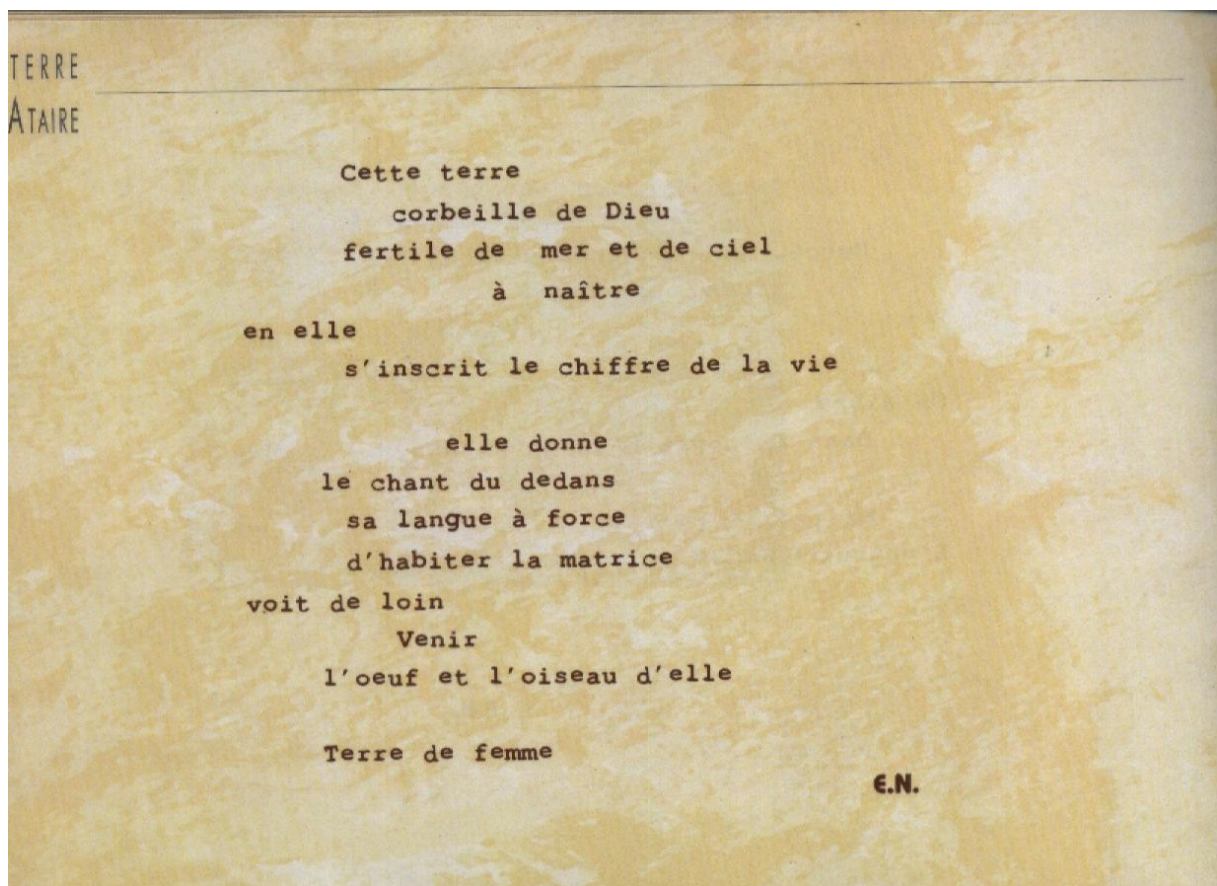 TERRE
ATAIRE
Cette terre
corbeille de Dieu
fertile de mer et de ciel
à naître
en elle
s'inscrit le chiffre de la vie
elle donne
le chant du dedans
sa langue à force
d'habiter la matrice
voit de loin
Venir
l'oeuf et l'oiseau d'elle
Terre de femme
E.N.